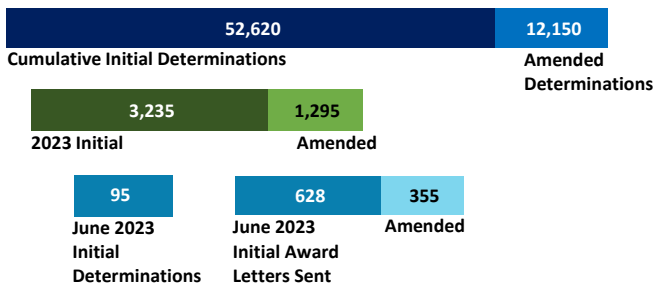 52,620 12,150
Cumulative Initial Determinations Amended
Determinations
3,235 1,295
2023 Initial Amended
95 628 355
June 2023 June 2023 Amended
Initial Initial Award
Determinations Letters Sent